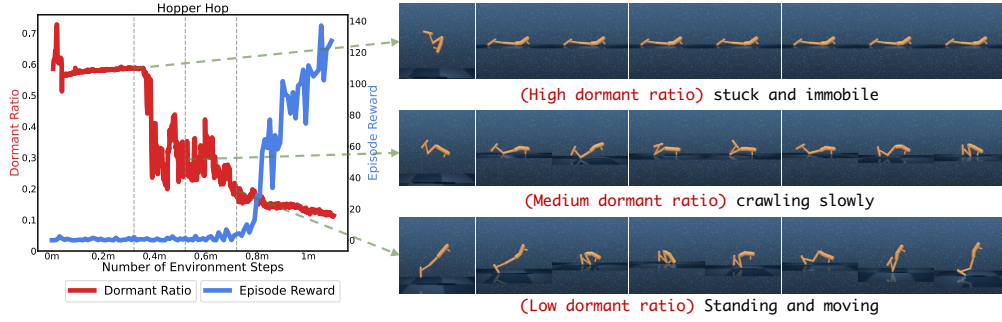 Hopper Hop
Dormant Ratio
0.7
0.6
0.5
0.4
0.3
0.2
0.1
0
140
120
100
80
60
40
20
0
Episode Reward
0m 0.2m 0.4m 0.6m 0.8m 1m
Number of Environment Steps
Dormant Ratio
Episode Reward
(High dormant ratio) stuck and immobile
(Medium dormant ratio) crawling slowly
(Low dormant ratio) Standing and moving